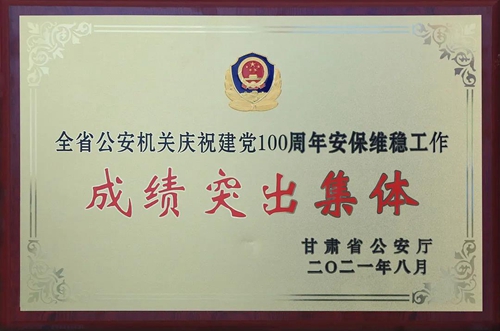 全省公安机关庆祝建党100周年安保维稳工作
成绩突出集体
甘肃省公安厅
二〇二一年八月